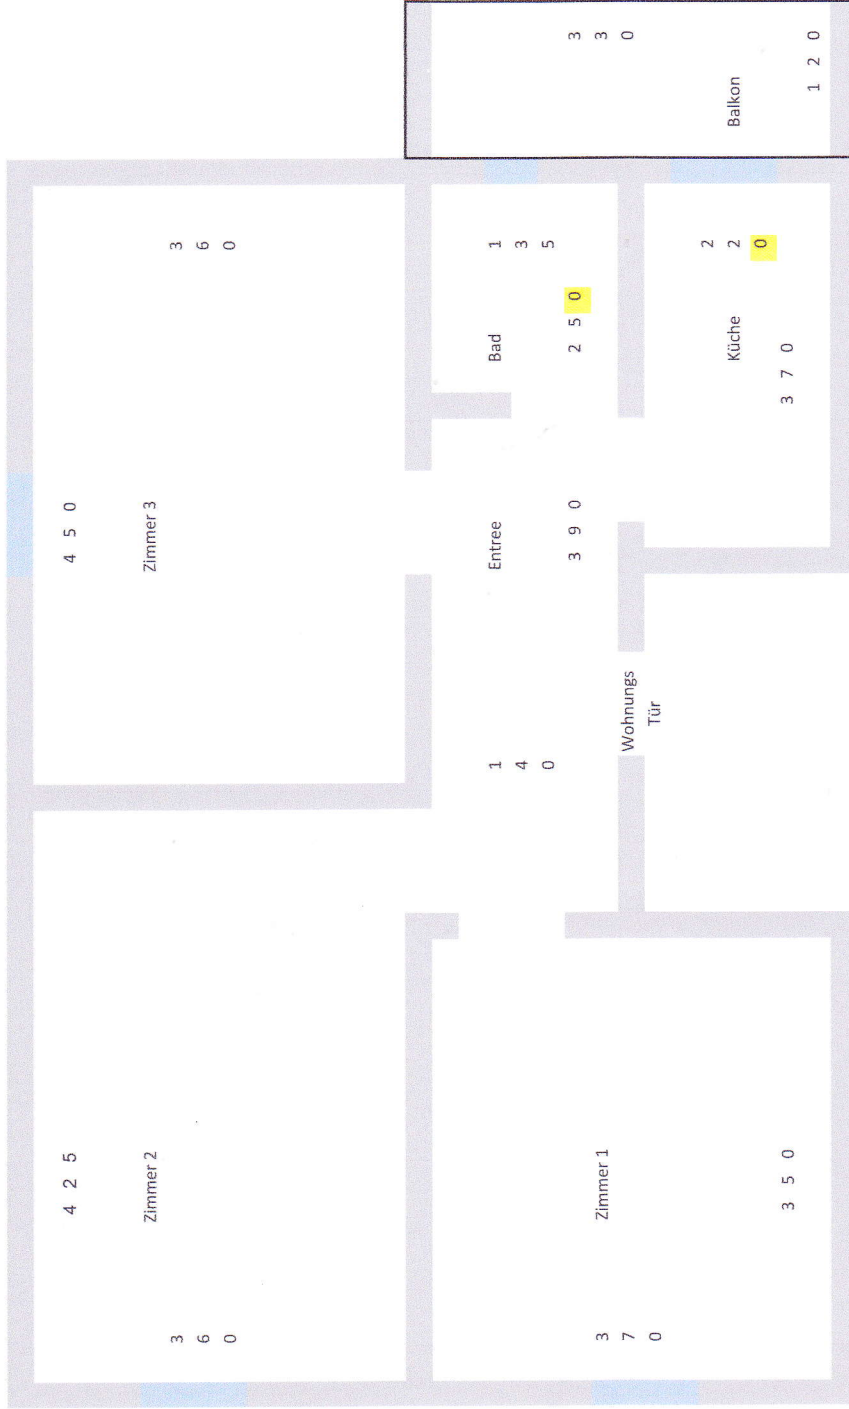 4 2 5
Zimmer 2
3 6 0
4 5 0
Zimmer 3
3 6 0
Zimmer 1
3 7 0
3 5 0
1 4 0
Entree
3 9 0
Bad
1 3 5
2 5 0
Wohnungs
Tür
Küche
2 2 0
3 7 0
3 3 0
Balkon
1 2 0